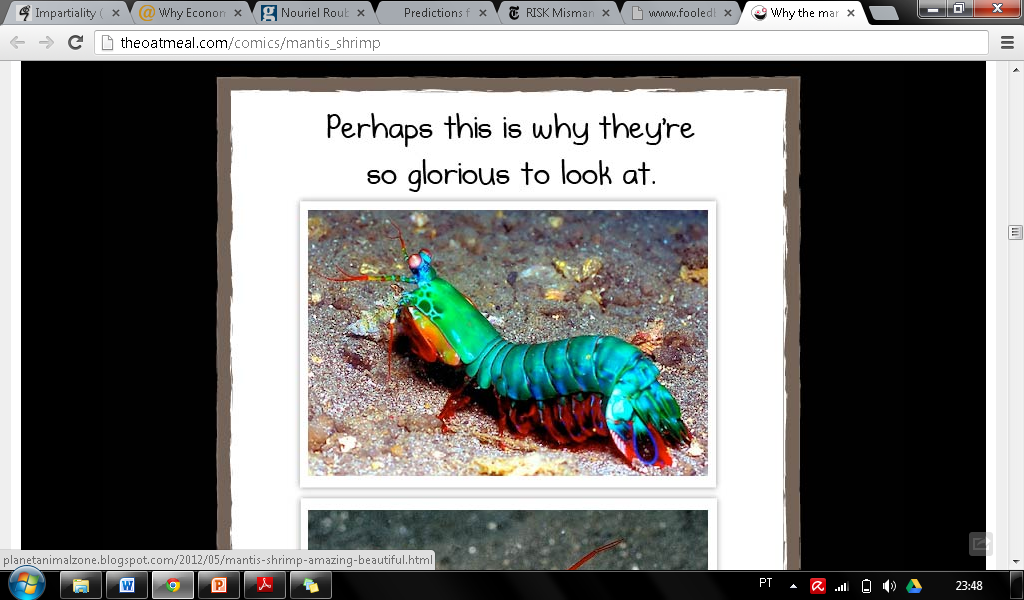 Impartiality (
Why Econon
Nouriel Roub
Predictions f
RISK Misman
www.fooledl
Why the mar
theoatmeal.com/comics/mantis_shrimp
Perhaps this is why they're
so glorious to look at.
planetanimalzone.blogspot.com/2012/05/mantis-shrimp-amazing-beautiful.html
PT
23:48